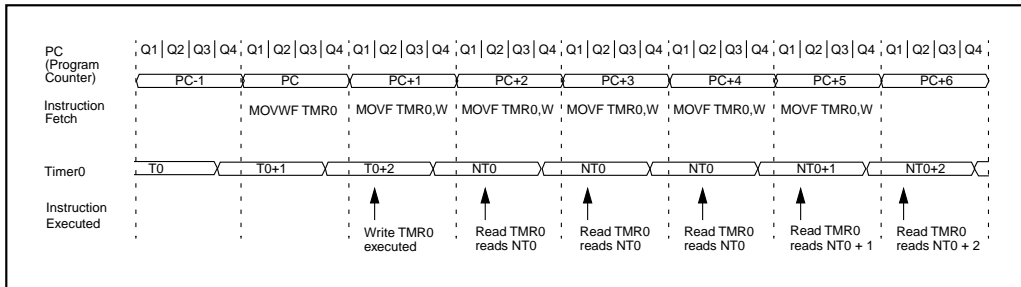 PC
(Program
Counter)
Q1 Q2 Q3 Q4 Q1 Q2 Q3 Q4 Q1 Q2 Q3 Q4 Q1 Q2 Q3 Q4 Q1 Q2 Q3 Q4 Q1 Q2 Q3 Q4 Q1 Q2 Q3 Q4 Q1 Q2 Q3 Q4
PC-1 PC PC+1 PC+2 PC+3 PC+4 PC+5 PC+6
Instruction
Fetch
MOVWF TMR0 MOVF TMR0,W MOVF TMR0,W MOVF TMR0,W MOVF TMR0,W MOVF TMR0,W
Timer0
T0 T0+1 T0+2 NT0 NT0 NT0 NT0+1 NT0+2
Instruction
Executed
Write TMR0
executed
Read TMR0
reads NT0
Read TMR0
reads NT0
Read TMR0
reads NT0
Read TMR0
reads NT0 + 1
Read TMR0
reads NT0 + 2